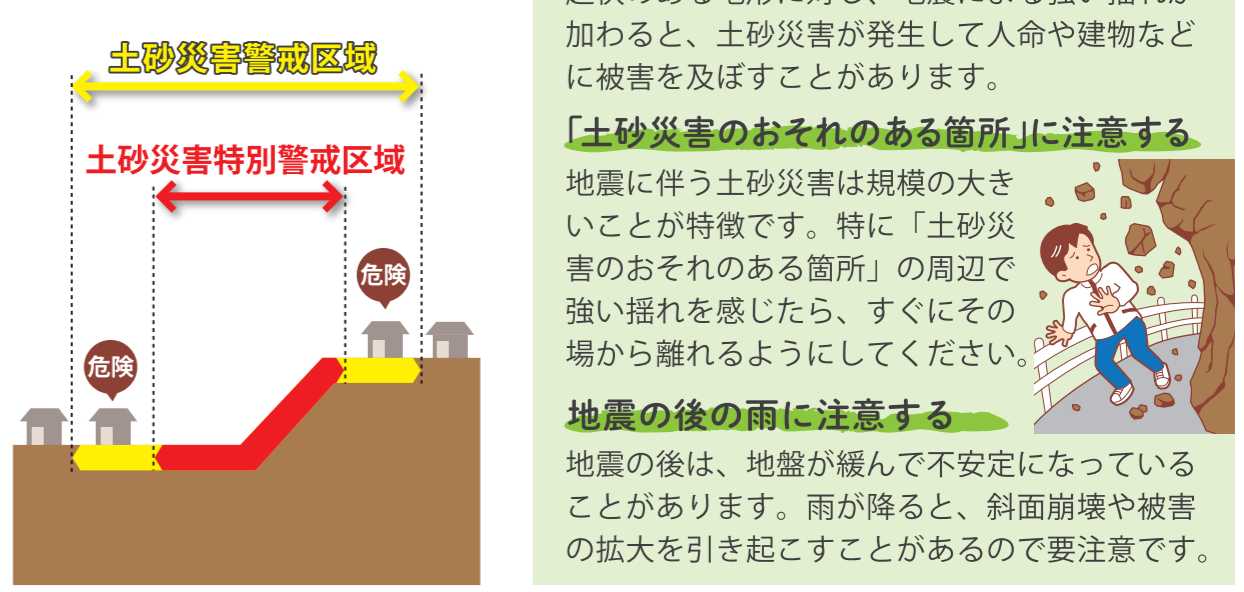 土砂災害警戒区域
土砂災害特別警戒区域
危険
危険
加わると、土砂災害が発生して人命や建物など
に被害を及ぼすことがあります。
「土砂災害のおそれのある箇所」に注意する
地震に伴う土砂災害は規模の大き
いことが特徴です。特に「土砂災
害のおそれのある箇所」の周辺で
強い揺れを感じたら、すぐにその
場から離れるようにしてください。
地震の後の雨に注意する
地震の後は、地盤が緩んで不安定になっている
ことがあります。雨が降ると、斜面崩壊や被害
の拡大を引き起こすことがあるので要注意です。